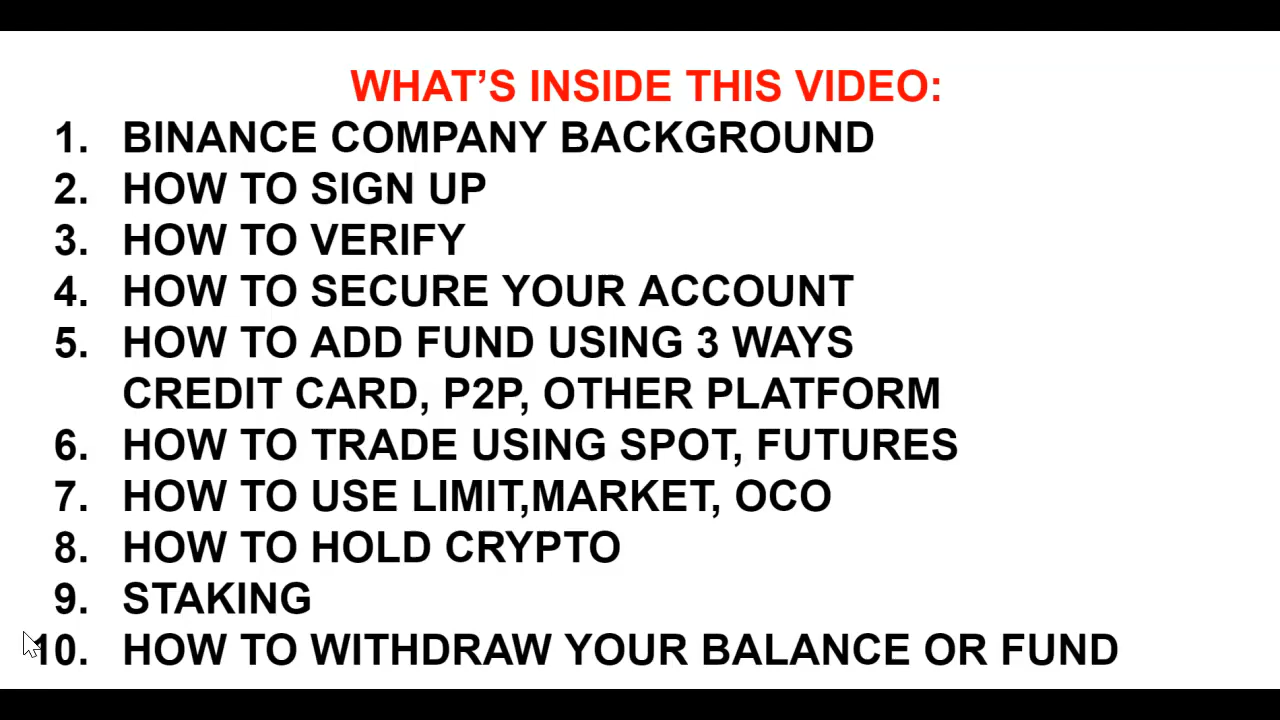 WHAT’S INSIDE THIS VIDEO:
1. BINANCE COMPANY BACKGROUND
2. HOW TO SIGN UP
3. HOW TO VERIFY
4. HOW TO SECURE YOUR ACCOUNT
5. HOW TO ADD FUND USING 3 WAYS
CREDIT CARD, P2P, OTHER PLATFORM
6. HOW TO TRADE USING SPOT, FUTURES
7. HOW TO USE LIMIT,MARKET, OCO
8. HOW TO HOLD CRYPTO
9. STAKING
10. HOW TO WITHDRAW YOUR BALANCE OR FUND